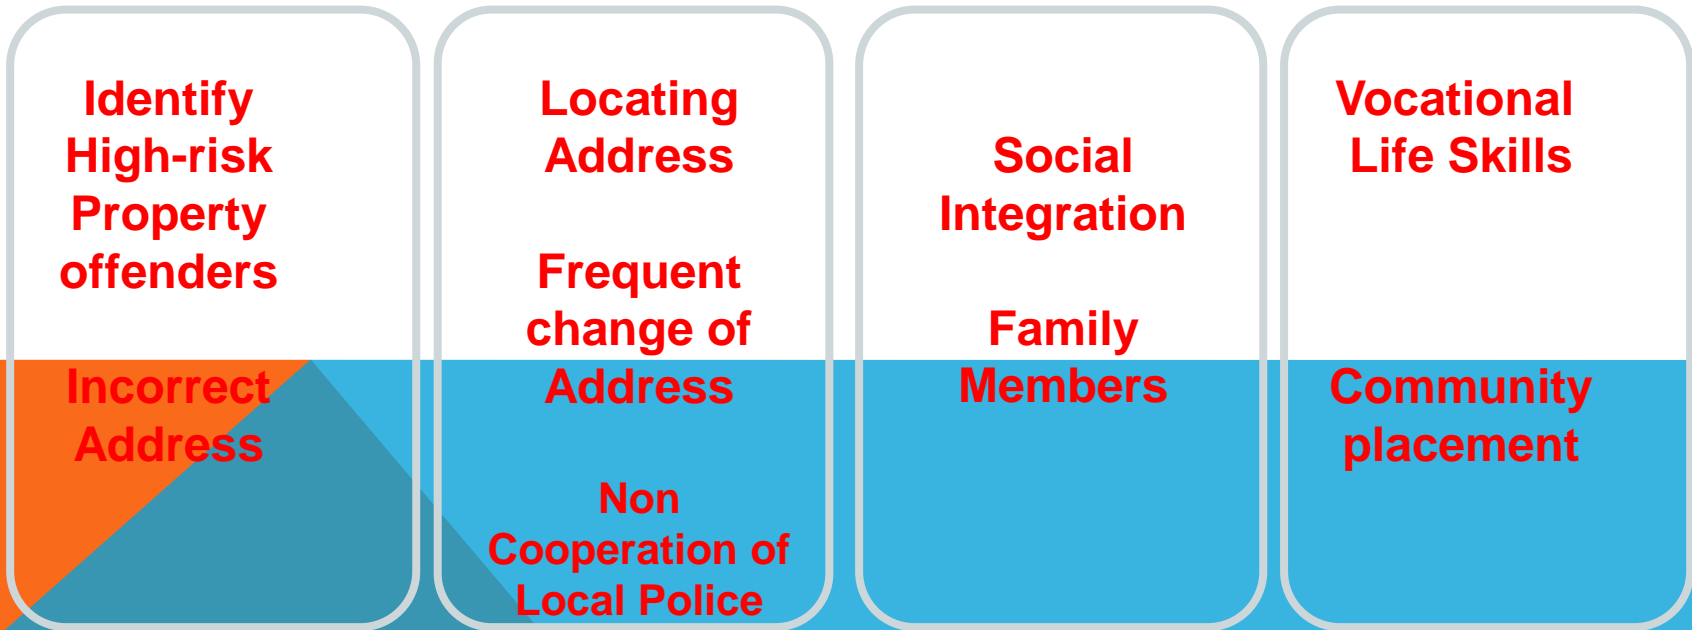 Identify
High-risk
Property
offenders
Incorrect
Address
Locating
Address
Frequent
change of
Address
Non
Cooperation of
Local Police
Social
Integration
Family
Members
Vocational
Life Skills
Community
placement